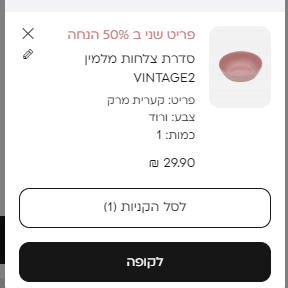 פריט שני ב 50% הנחה
סדרת צלחות מלמין
VINTAGE2
פריט: קערית מרק
צבע: ורוד
כמות: 1
29.90 ₪
לסל הקניות (1)
לקופה